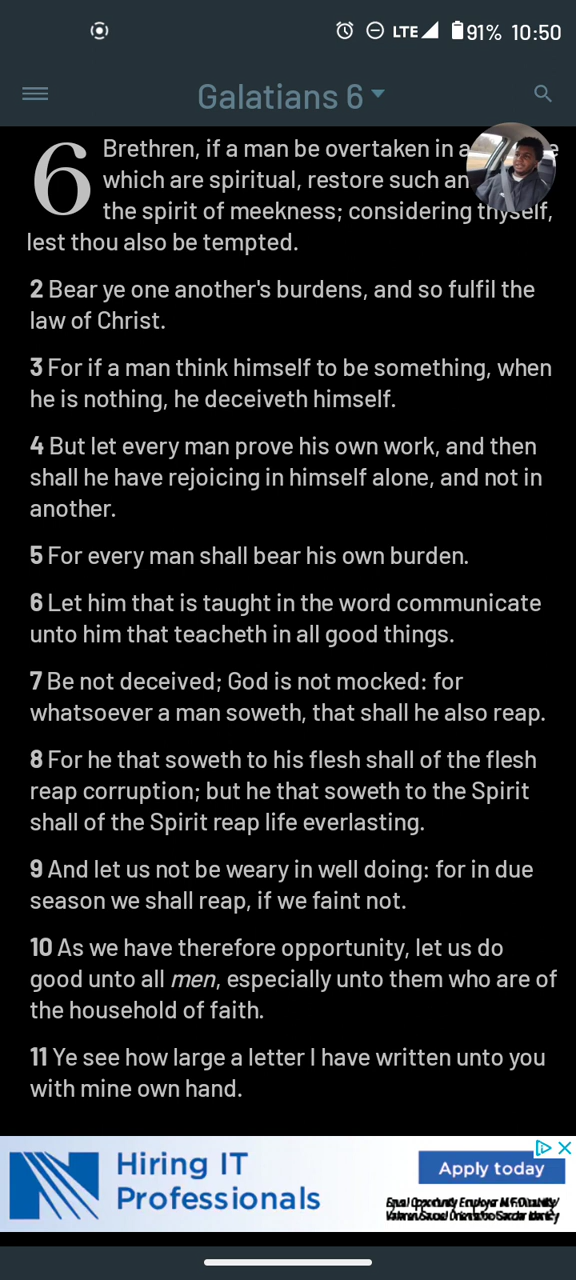 LTE 91% 10:50
Galatians 6
6 Brethren, if a man be overtaken in a
which are spiritual, restore such an
the spirit of meekness; considering thyself,
lest thou also be tempted.
2 Bear ye one another's burdens, and so fulfil the
law of Christ.
3 For if a man think himself to be something, when
he is nothing, he deceiveth himself.
4 But let every man prove his own work, and then
shall he have rejoicing in himself alone, and not in
another.
5 For every man shall bear his own burden.
6 Let him that is taught in the word communicate
unto him that teacheth in all good things.
7 Be not deceived; God is not mocked: for
whatsoever a man soweth, that shall he also reap.
8 For he that soweth to his flesh shall of the flesh
reap corruption; but he that soweth to the Spirit
shall of the Spirit reap life everlasting.
9 And let us not be weary in well doing: for in due
season we shall reap, if we faint not.
10 As we have therefore opportunity, let us do
good unto all men, especially unto them who are of
the household of faith.
11 Ye see how large a letter I have written unto you
with mine own hand.
Hiring IT
Professionals
Apply today
Equal Opportunity Employer